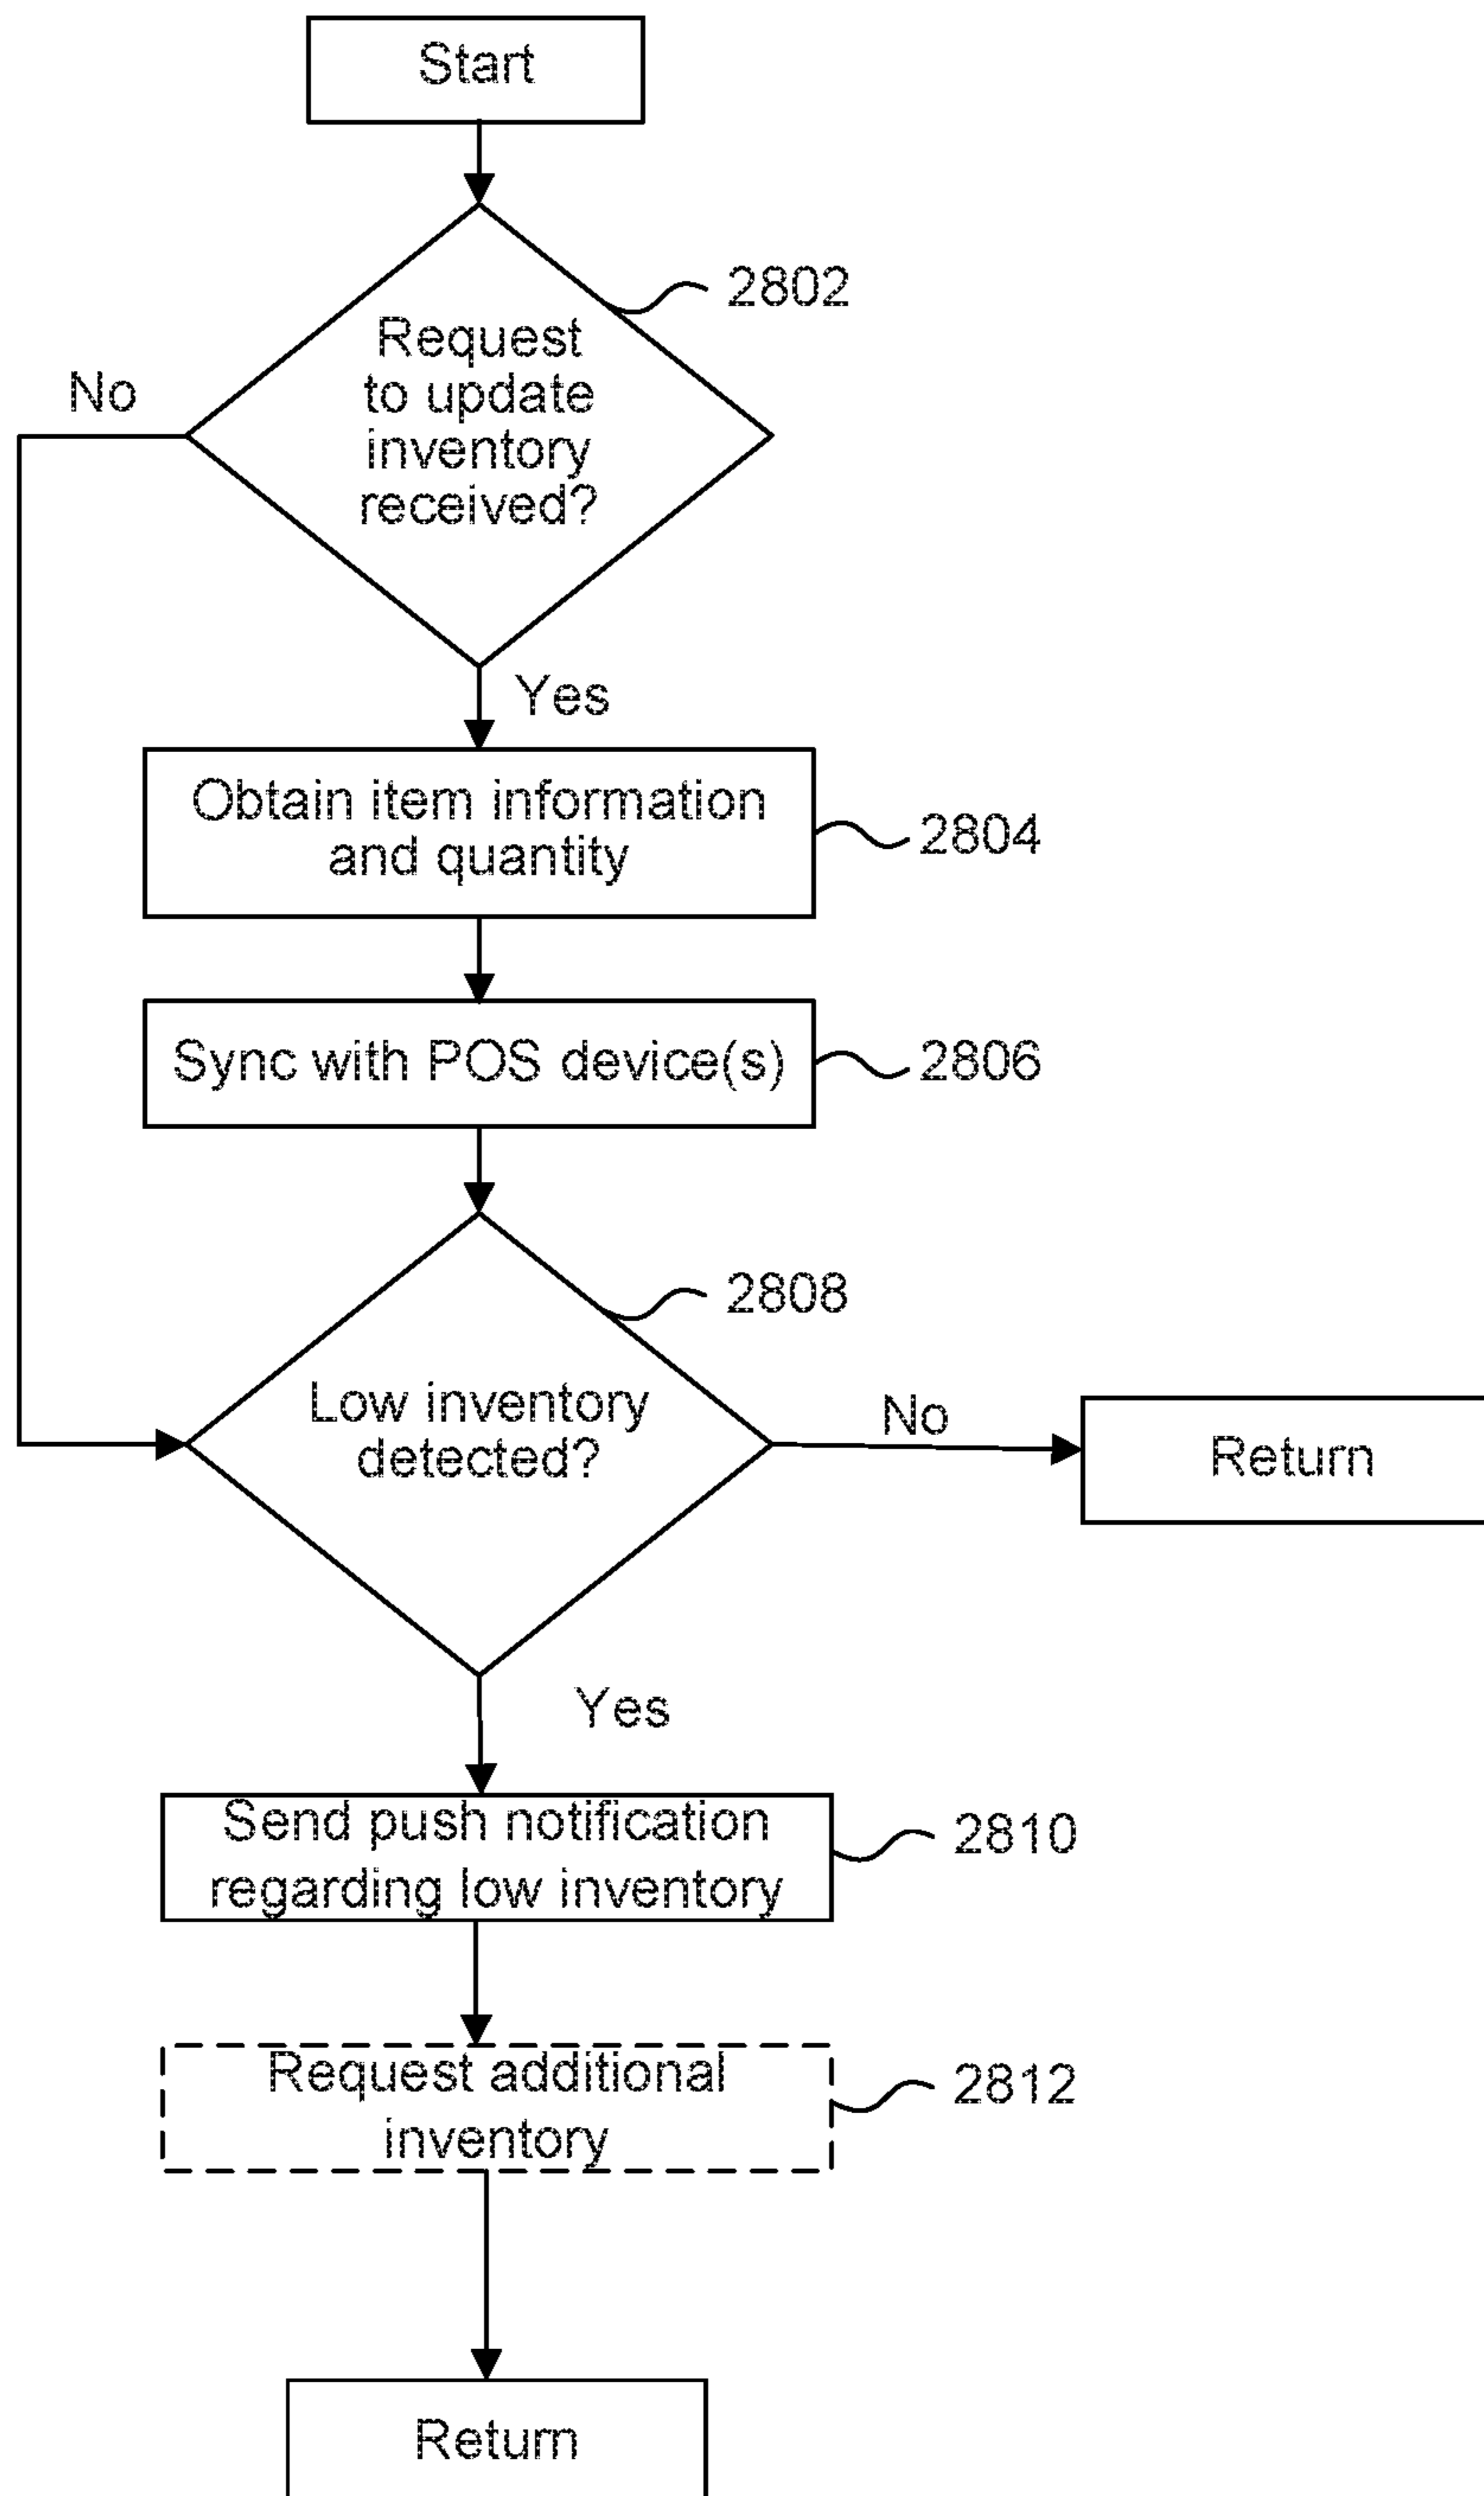 Start
2802
Request
to update
inventory
received?
No
Yes
Obtain item information
and quantity
2804
Sync with POS device(s)
2806
2808
Low inventory
detected?
No
Return
Yes
Send push notification
regarding low inventory
2810
Request additional
inventory
2812
Return